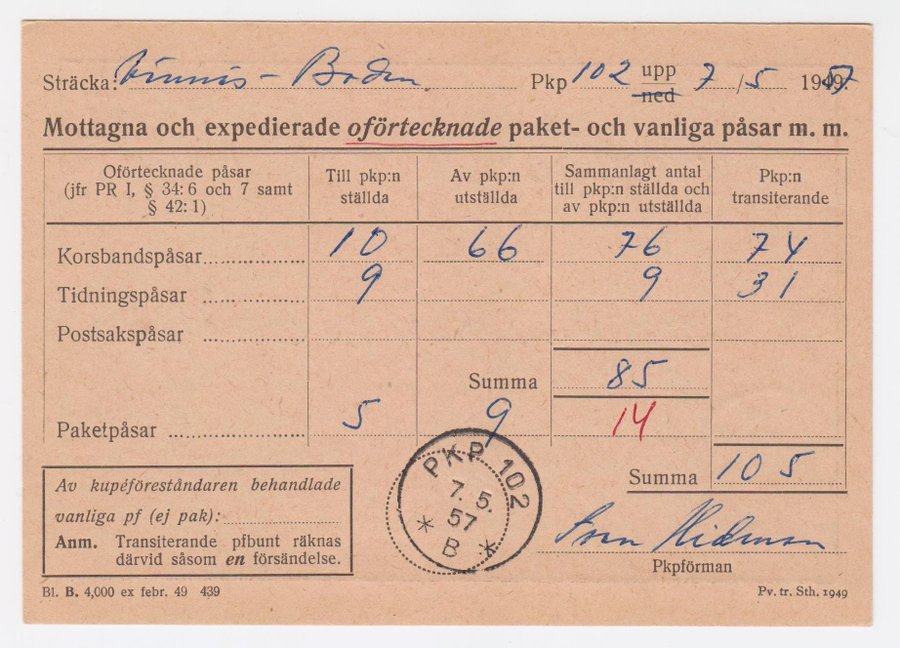 Sträcka: Vännäs - Boden Pkp 102 upp ned 7/5 1957
Mottagna och expedierade oförtecknade paket- och vanliga påsar m. m.
Oförtecknade påsar (jfr PR I, § 34: 6 och 7 samt § 42: 1) Till pkp:n ställda Av pkp:n utställda Sammanlagt antal till pkp:n ställda och av pkp:n utställda Pkp:n transiterande
Korsbandspåsar 10 66 76 74
Tidningspåsar 9 9 31
Postsakspåsar
Summa 85
Paketpåsar 5 9 14
Summa 105
Av kupéföreståndaren behandlade
vanliga pf (ej pak):
Anm. Transiterande pfbunt räknas
därvid såsom en försändelse.
PKP 102
7. 5.
57
* B *
Sven
Pkpförman
Bl. B. 4,000 ex febr. 49 439 Pv. tr. Sth. 1949